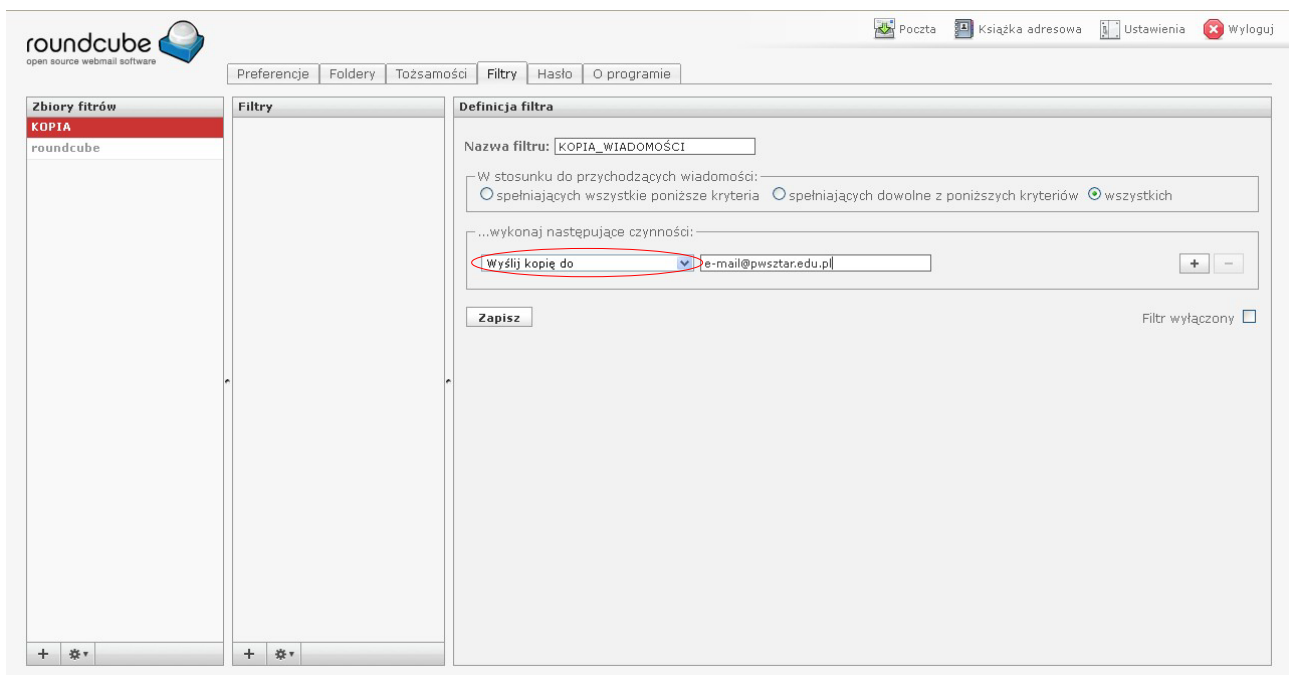 roundcube
open source webmail software
Poczta Książka adresowa Ustawienia Wyloguj
Preferencje Foldery Tożsamości Filtry Hasło O programie
Zbiory fitrów
KOPIA
roundcube
Filtry
Definicja filtra
Nazwa filtru: KOPIA_WIADOMOŚCI
W stosunku do przychodzących wiadomości:
spełniających wszystkie poniższe kryteria spełniających dowolne z poniższych kryteriów wszystkich
...wykonaj następujące czynności:
Wyślij kopię do e-mail@pwsztar.edu.pl + −
Zapisz Filtr wyłączony
+ +